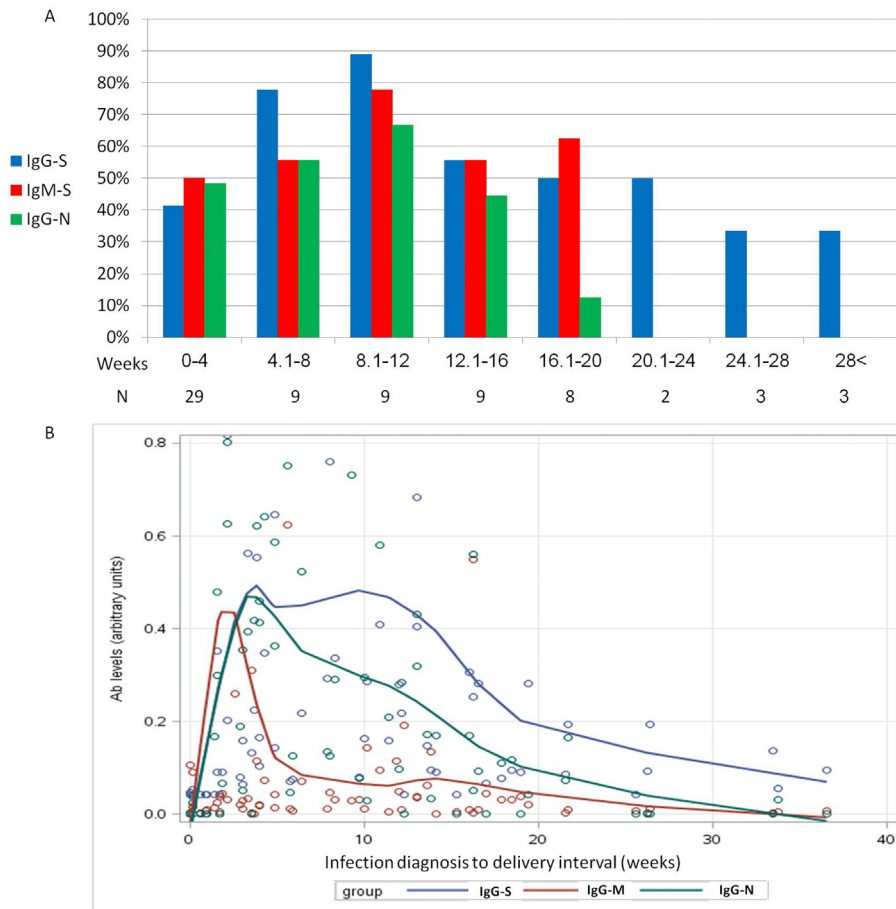 A
100%
90%
80%
70%
60%
50%
40%
30%
20%
10%
0%
IgG-S
IgM-S
IgG-N
Weeks 0-4 4.1-8 8.1-12 12.1-16 16.1-20 20.1-24 24.1-28 28<
N 29 9 9 9 8 2 3 3
B
0.8
0.6
0.4
0.2
0.0
Ab levels (arbitrary units)
0 10 20 30 40
Infection diagnosis to delivery interval (weeks)
group IgG-S IgG-M IgG-N